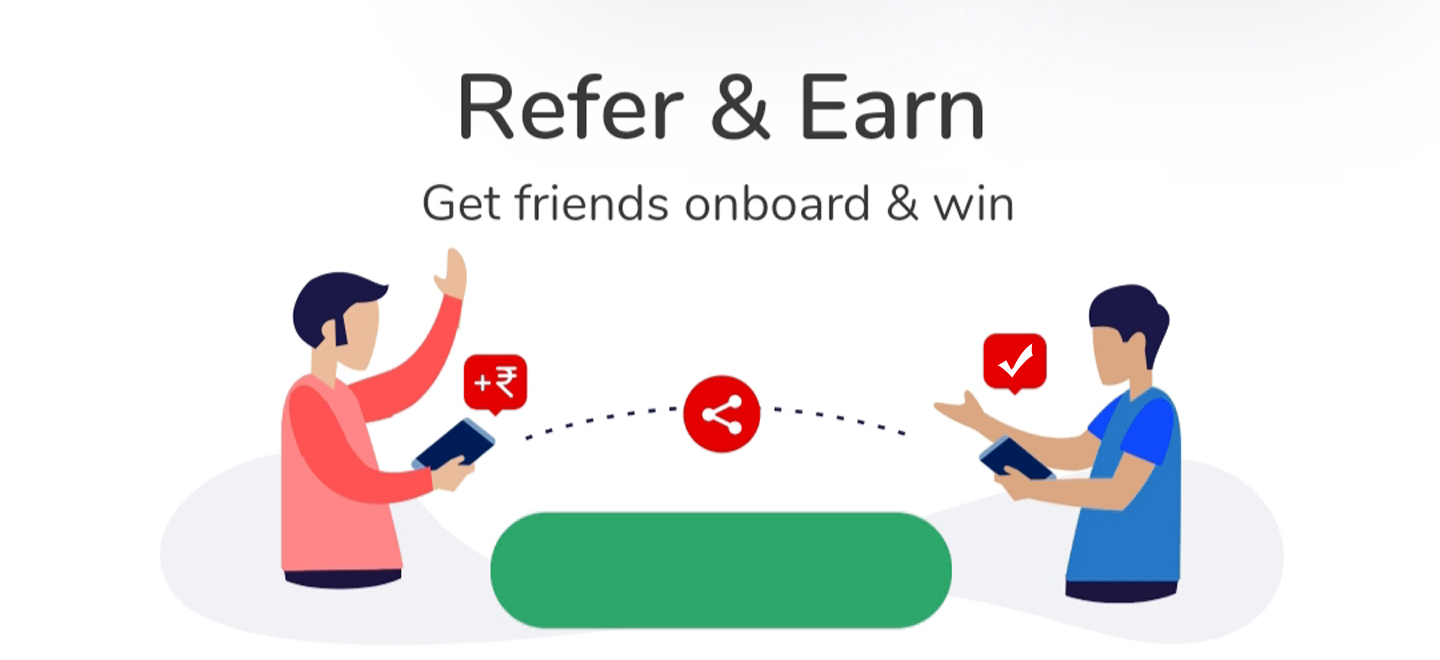 Refer & Earn
Get friends onboard & win
+₹